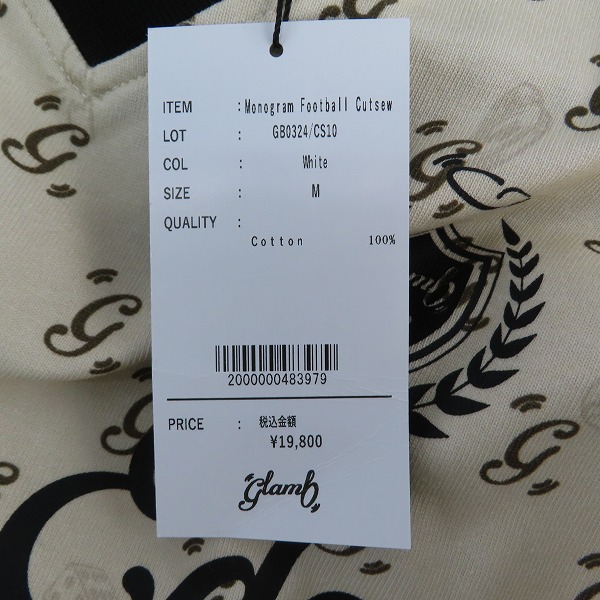 ITEM : Monogram Football Cutsew
LOT : GB0324/CS10
COL : White
SIZE : M
QUALITY :
Cotton 100%
2000000483979
PRICE : 税込金額
¥19,800
glamb